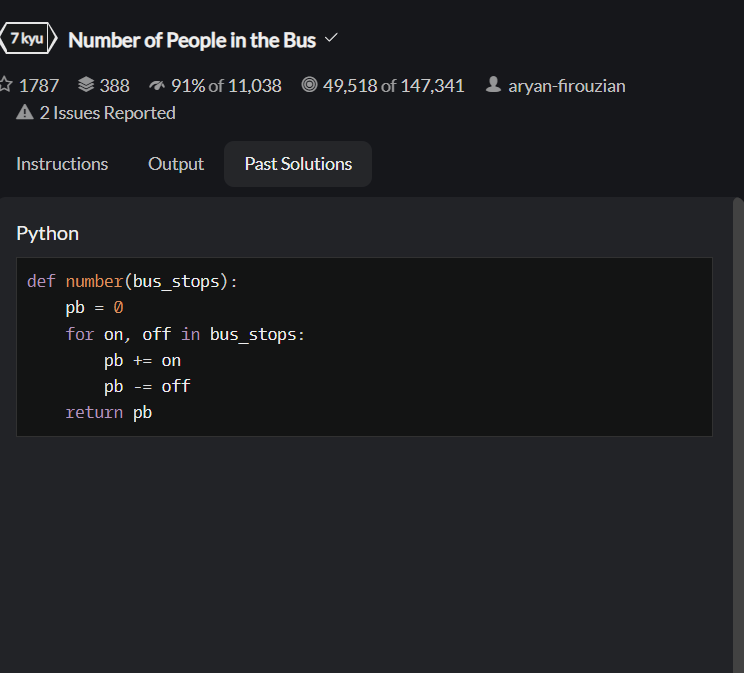 7 kyu Number of People in the Bus
1787 388 91% of 11,038 49,518 of 147,341 aryan-firouzian
2 Issues Reported
Instructions Output Past Solutions
Python
def number(bus_stops):
    pb = 0
    for on, off in bus_stops:
        pb += on
        pb -= off
    return pb